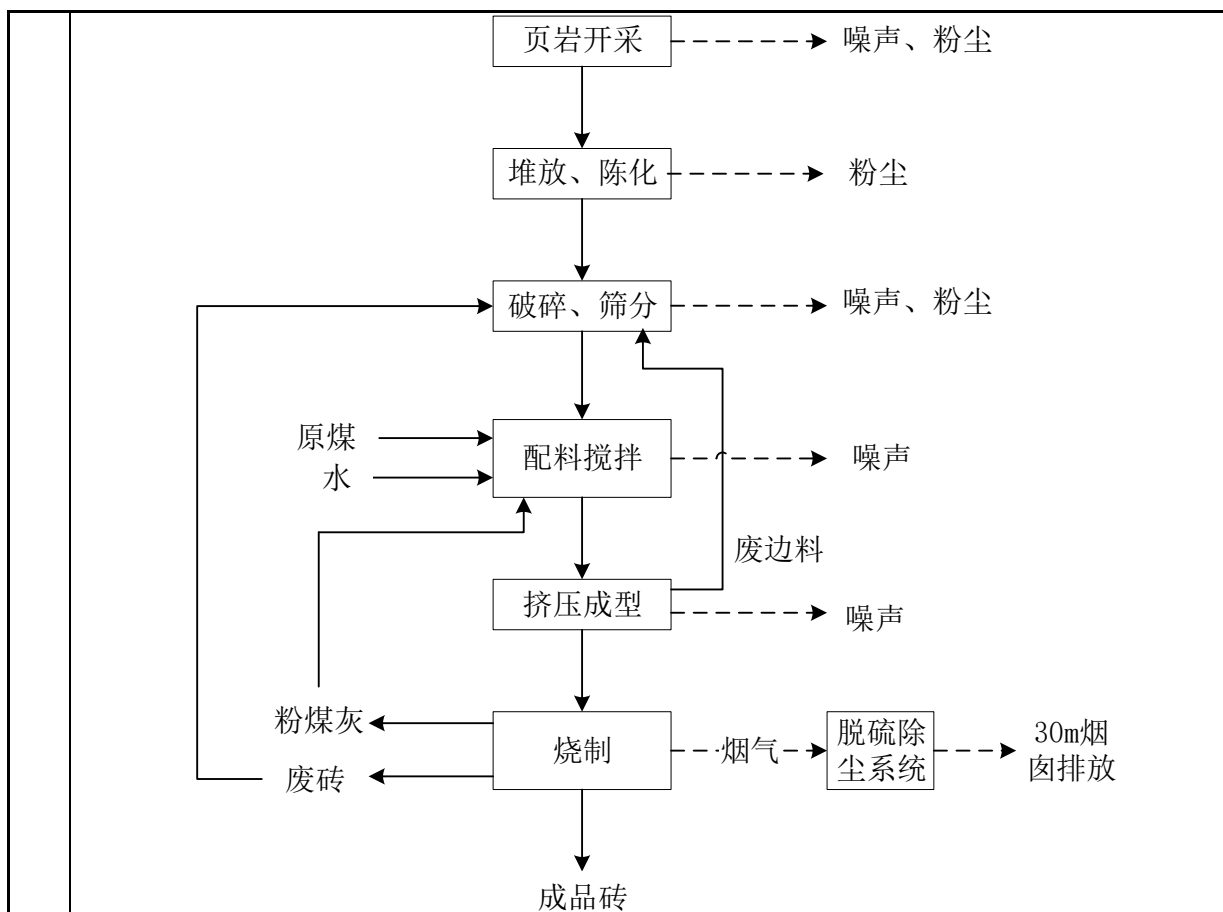 页岩开采
噪声、粉尘
堆放、陈化
粉尘
破碎、筛分
噪声、粉尘
原煤
水
配料搅拌
噪声
废边料
挤压成型
噪声
粉煤灰
废砖
烧制
烟气
脱硫除
尘系统
30m烟
囱排放
成品砖